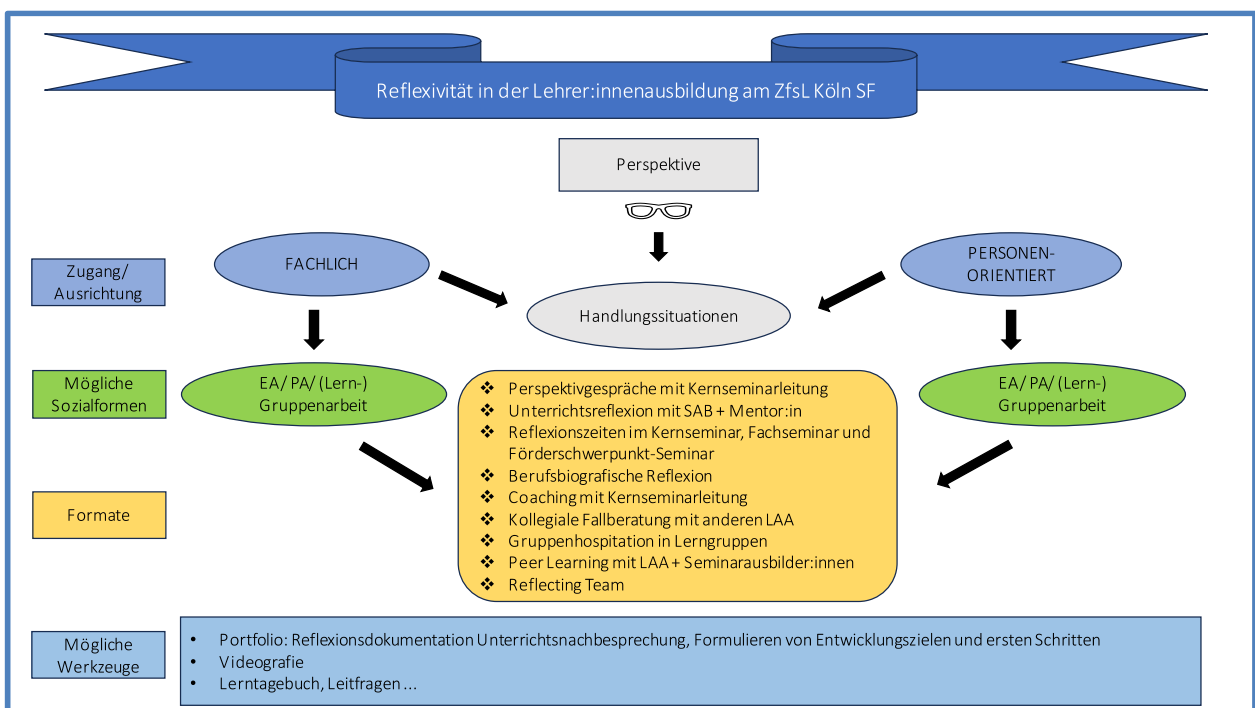 Reflexivität in der Lehrer:innenausbildung am ZfsL Köln SF
Perspektive
Zugang/
Ausrichtung
FACHLICH
PERSONEN-
ORIENTIERT
Handlungssituationen
Mögliche
Sozialformen
EA/ PA/ (Lern-)
Gruppenarbeit
EA/ PA/ (Lern-)
Gruppenarbeit
Formate
❖ Perspektivgespräche mit Kernseminarleitung
❖ Unterrichtsreflexion mit SAB + Mentor:in
❖ Reflexionszeiten im Kernseminar, Fachseminar und
Förderschwerpunkt-Seminar
❖ Berufsbiografische Reflexion
❖ Coaching mit Kernseminarleitung
❖ Kollegiale Fallberatung mit anderen LAA
❖ Gruppenhospitation in Lerngruppen
❖ Peer Learning mit LAA + Seminarausbilder:innen
❖ Reflecting Team
Mögliche
Werkzeuge
• Portfolio: Reflexionsdokumentation Unterrichtsnachbesprechung, Formulieren von Entwicklungszielen und ersten Schritten
• Videografie
• Lerntagebuch, Leitfragen ...